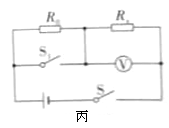 R₀ Rₓ
S₁ V
S
丙